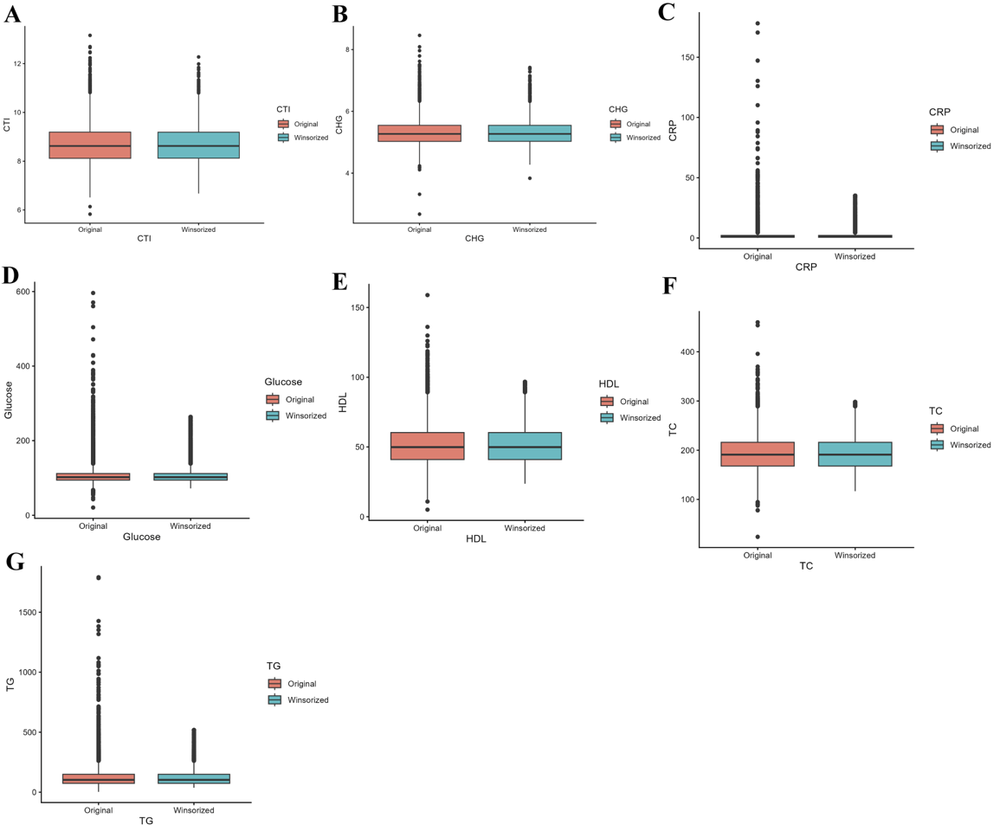 A
CTI
12
10
8
6
Original
Winsorized
CTI
CTI
Original
Winsorized
B
CHG
8
6
4
Original
Winsorized
CHG
CHG
Original
Winsorized
C
CRP
150
100
50
0
Original
Winsorized
CRP
CRP
Original
Winsorized
D
Glucose
600
400
200
0
Original
Winsorized
Glucose
Glucose
Original
Winsorized
E
HDL
150
100
50
0
Original
Winsorized
HDL
HDL
Original
Winsorized
F
TC
400
300
200
100
Original
Winsorized
TC
TC
Original
Winsorized
G
TG
1500
1000
500
0
Original
Winsorized
TG
TG
Original
Winsorized